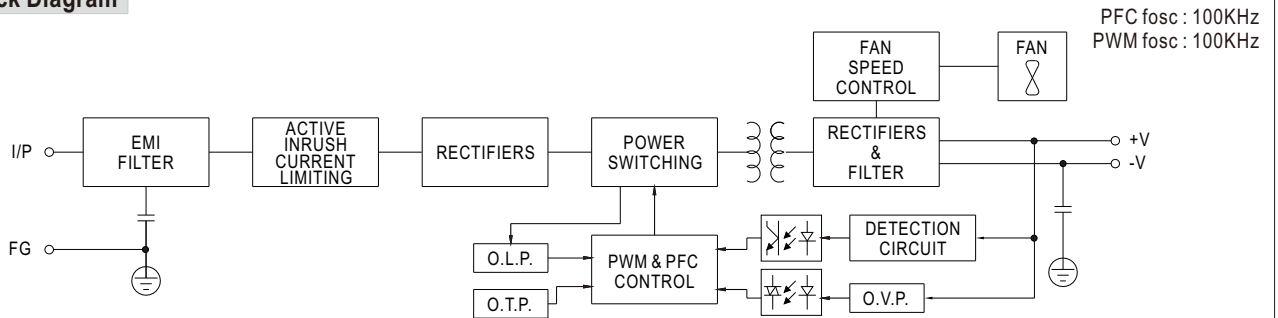 Diagram
PFC fosc : 100KHz
PWM fosc : 100KHz
FAN
SPEED
CONTROL
FAN
I/P
EMI
FILTER
ACTIVE
INRUSH
CURRENT
LIMITING
RECTIFIERS
POWER
SWITCHING
RECTIFIERS
&
FILTER
+V
-V
FG
O.L.P.
O.T.P.
PWM & PFC
CONTROL
DETECTION
CIRCUIT
O.V.P.